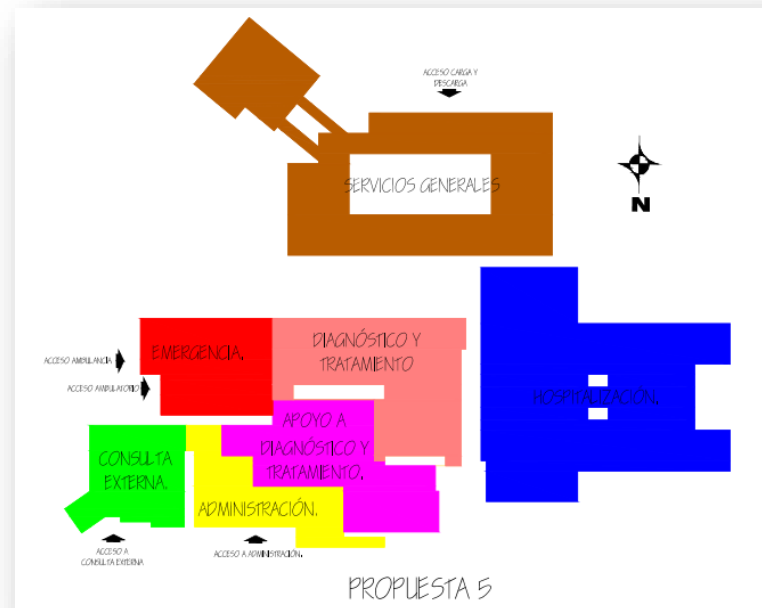 ACCESO CARGA Y
DESCARGA
SERVICIOS GENERALES
N
EMERGENCIA.
DIAGNÓSTICO Y
TRATAMIENTO
ACCESO AMBULANCIA
ACCESO AMBULATORIO
HOSPITALIZACIÓN.
APOYO A
DIAGNÓSTICO Y
TRATAMIENTO.
CONSULTA
EXTERNA.
ADMINISTRACIÓN.
ACCESO A
CONSULTA EXTERNA
ACCESO A ADMINISTRACIÓN.
PROPUESTA 5